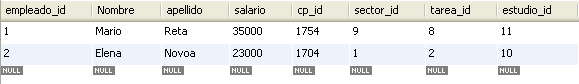 empleado_id Nombre apellido salario cp_id sector_id tarea_id estudio_id
1 Mario Reta 35000 1754 9 8 11
2 Elena Novoa 23000 1704 1 2 10
NULL NULL NULL NULL NULL NULL NULL NULL